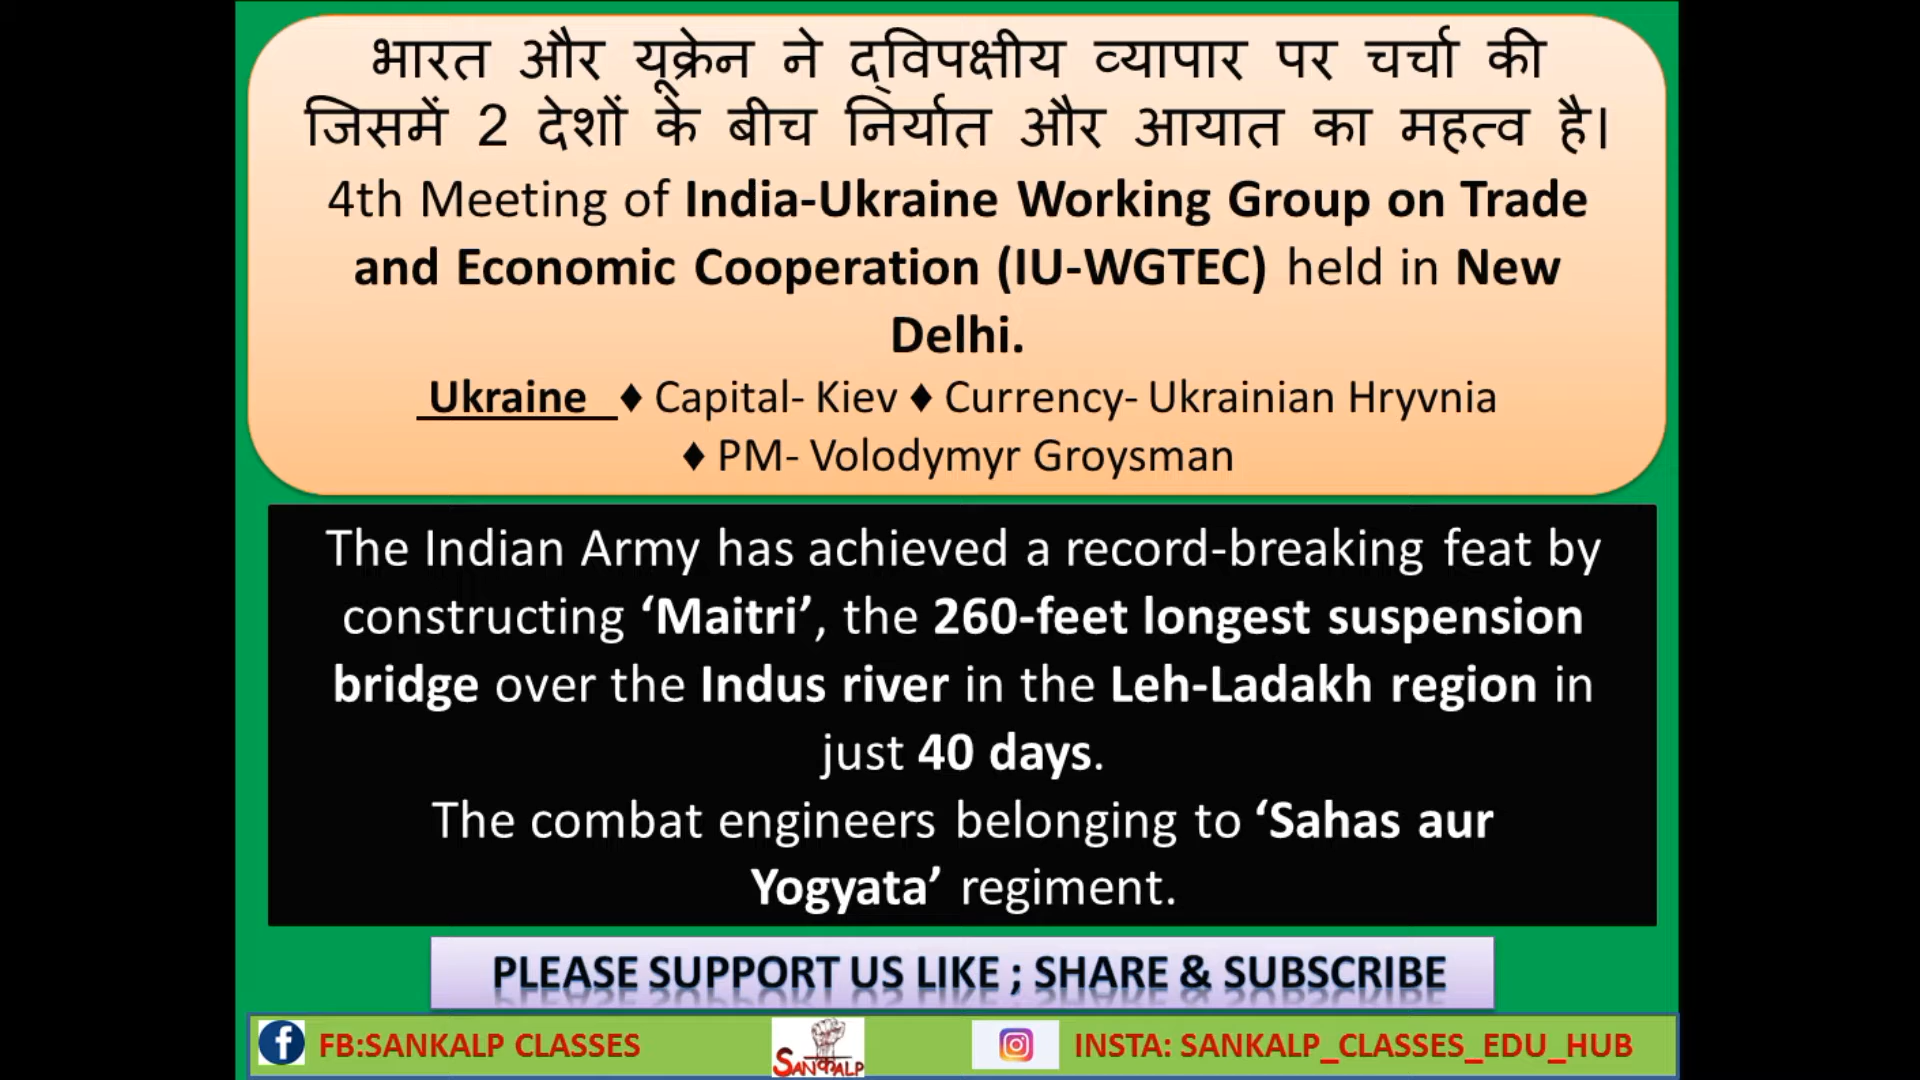 भारत और यूक्रेन ने द्विपक्षीय व्यापार पर चर्चा की
जिसमें 2 देशों के बीच निर्यात और आयात का महत्व है।
4th Meeting of India-Ukraine Working Group on Trade
and Economic Cooperation (IU-WGTEC) held in New
Delhi.
Ukraine ♦ Capital- Kiev ♦ Currency- Ukrainian Hryvnia
♦ PM- Volodymyr Groysman
The Indian Army has achieved a record-breaking feat by
constructing ‘Maitri’, the 260-feet longest suspension
bridge over the Indus river in the Leh-Ladakh region in
just 40 days.
The combat engineers belonging to ‘Sahas aur
Yogyata’ regiment.
PLEASE SUPPORT US LIKE ; SHARE & SUBSCRIBE
FB:SANKALP CLASSES
SANकALP
INSTA: SANKALP_CLASSES_EDU_HUB